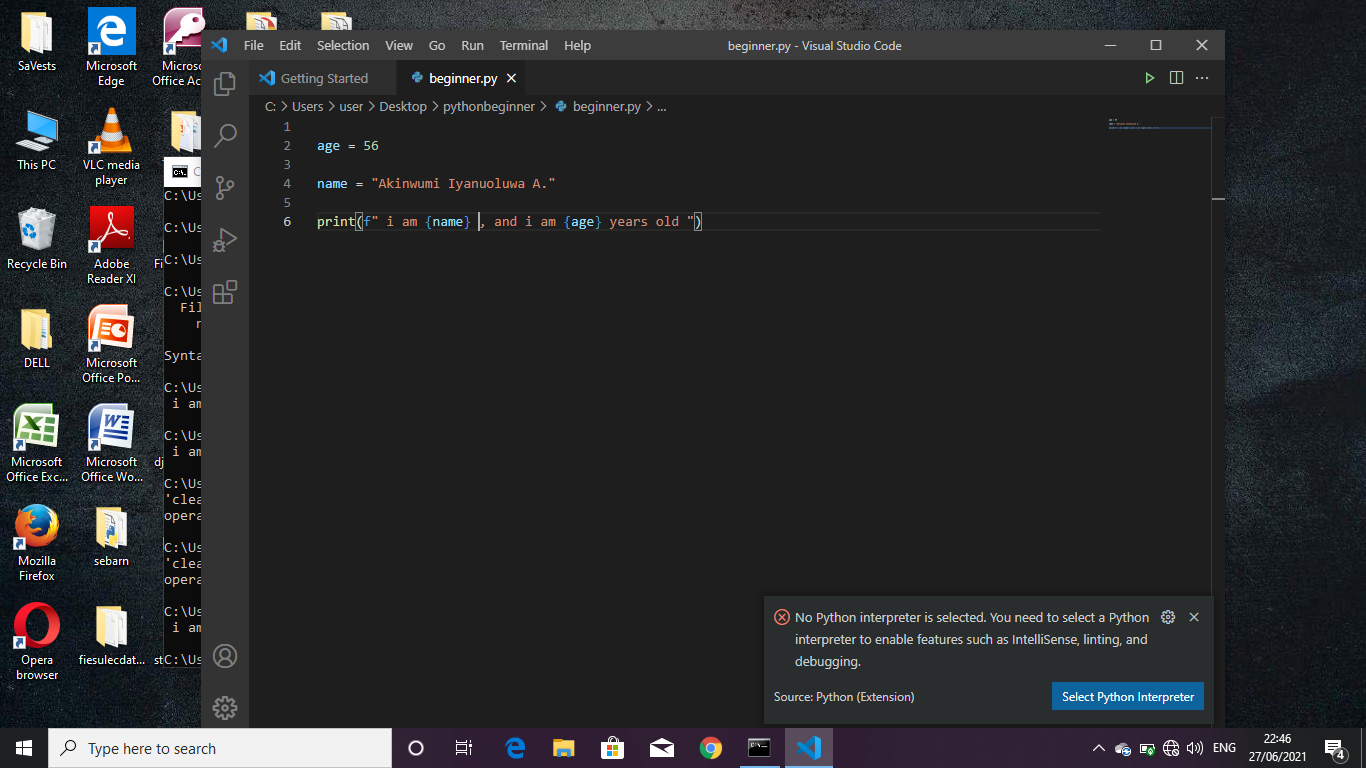 SaVests
Microsoft
Edge
Micros
Office Ac
This PC
VLC media
player
Recycle Bin
Adobe
Reader XI
Fi
DELL
Microsoft
Office Po...
Microsoft
Office Exc...
Microsoft
Office Wo...
dj
Mozilla
Firefox
sebarn
Opera
browser
fiesulecdat...
st
C:\Us
C:\Us
C:\Us
C:\Us
Fil
Synta
C:\Us
i am
C:\Us
i am
C:\Us
'clea
opera
C:\Us
'clea
opera
C:\Us
i am
C:\Us
File Edit Selection View Go Run Terminal Help
beginner.py - Visual Studio Code
Getting Started
beginner.py
C: > Users > user > Desktop > pythonbeginner > beginner.py > ...
1
2 age = 56
3
4 name = "Akinwumi Iyanuoluwa A."
5
6 print(f" i am {name} , and i am {age} years old ")
No Python interpreter is selected. You need to select a Python
interpreter to enable features such as IntelliSense, linting, and
debugging.
Source: Python (Extension)
Select Python Interpreter
Type here to search
ENG
22:46
27/06/2021
4